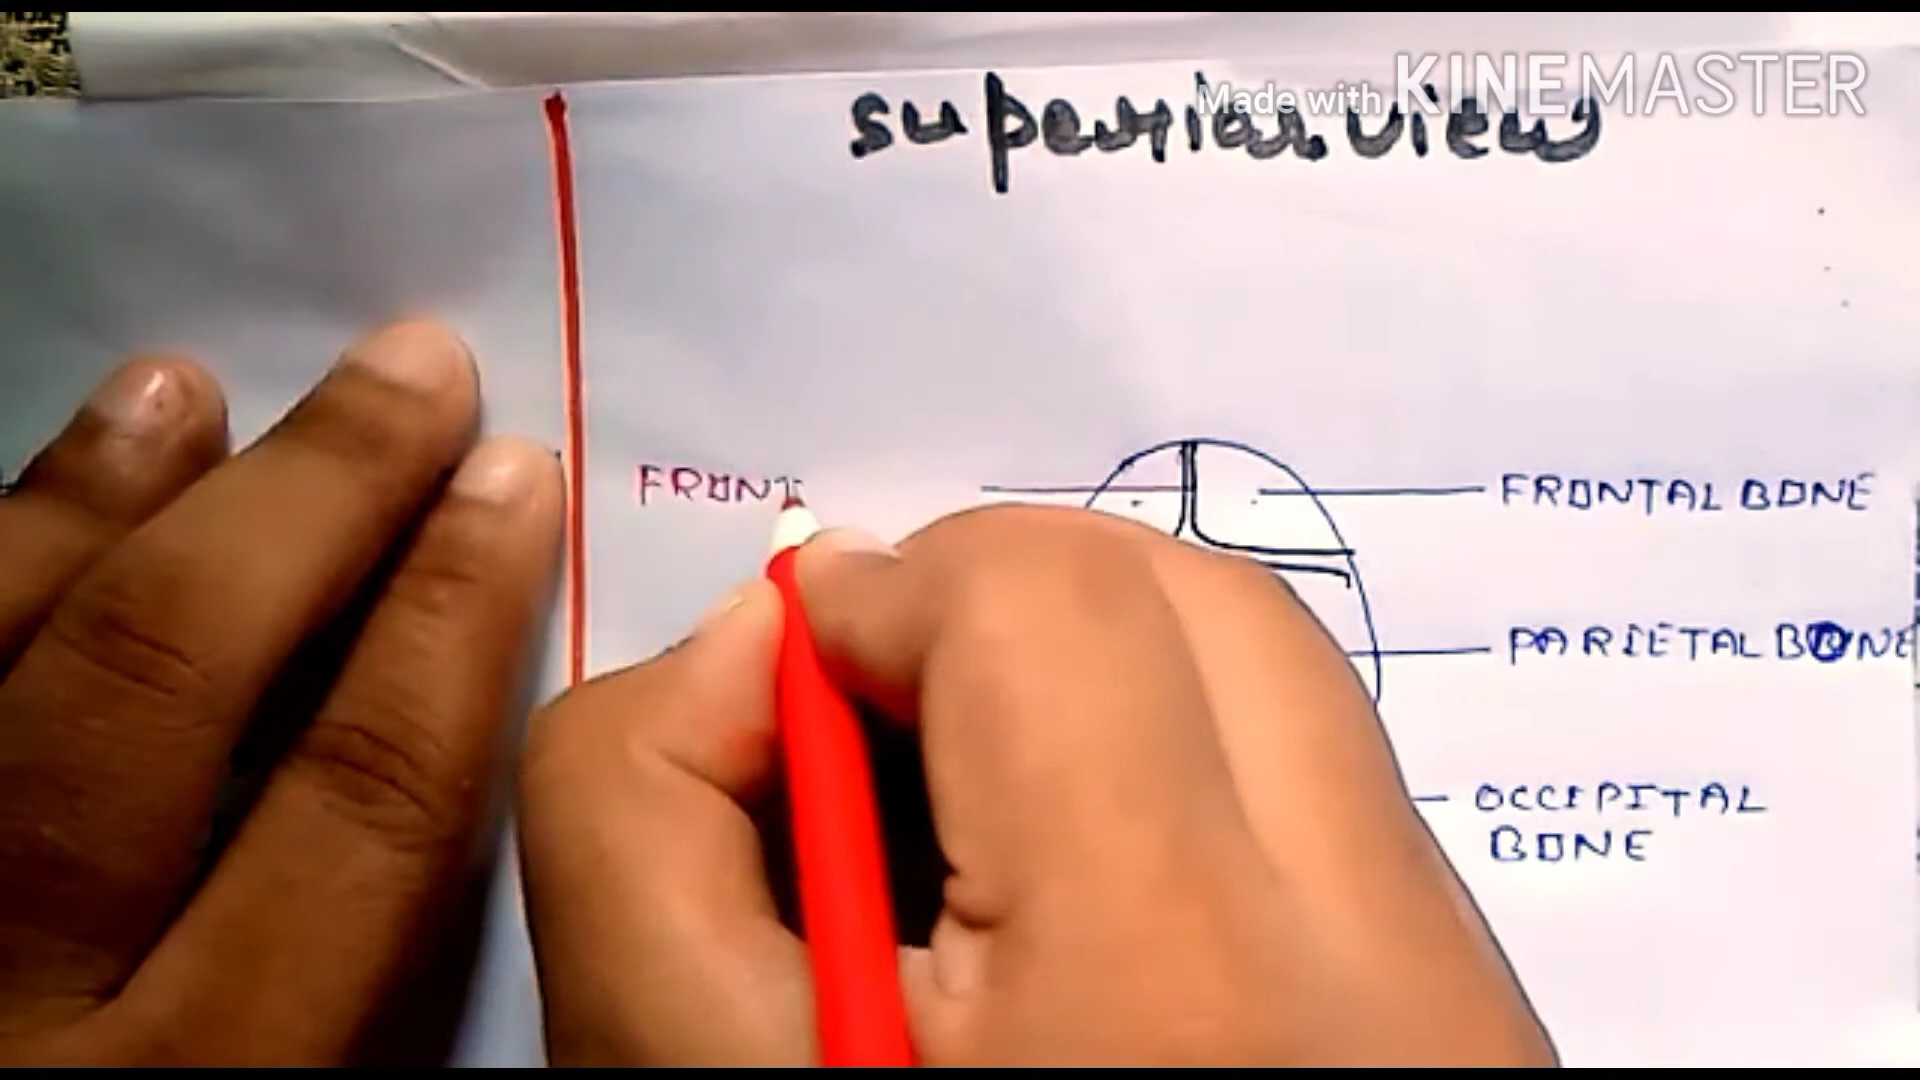 Made with KINEMASTER
superior view
FRONT
FRONTAL BONE
PARIETAL BONE
OCCIPITAL
BONE